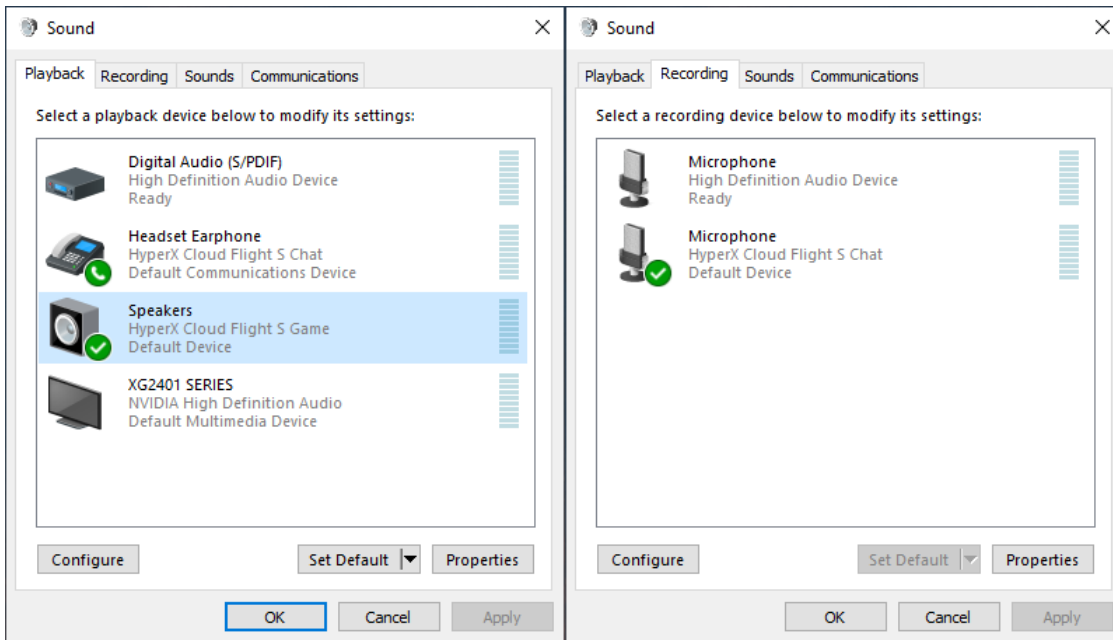 Sound
Playback Recording Sounds Communications
Select a playback device below to modify its settings:
Digital Audio (S/PDIF)
High Definition Audio Device
Ready
Headset Earphone
HyperX Cloud Flight S Chat
Default Communications Device
Speakers
HyperX Cloud Flight S Game
Default Device
XG2401 SERIES
NVIDIA High Definition Audio
Default Multimedia Device
Configure Set Default Properties
OK Cancel Apply
Sound
Playback Recording Sounds Communications
Select a recording device below to modify its settings:
Microphone
High Definition Audio Device
Ready
Microphone
HyperX Cloud Flight S Chat
Default Device
Configure Set Default Properties
OK Cancel Apply